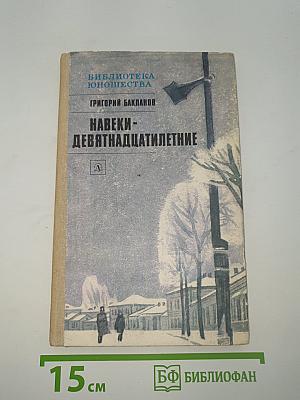 БИБЛИОТЕКА
ЮНОШЕСТВА
ГРИГОРИЙ БАКЛАНОВ
НАВЕКИ-
ДЕВЯТНАДЦАТИЛЕТНИЕ
15 см
БФ БИБЛИОФАН